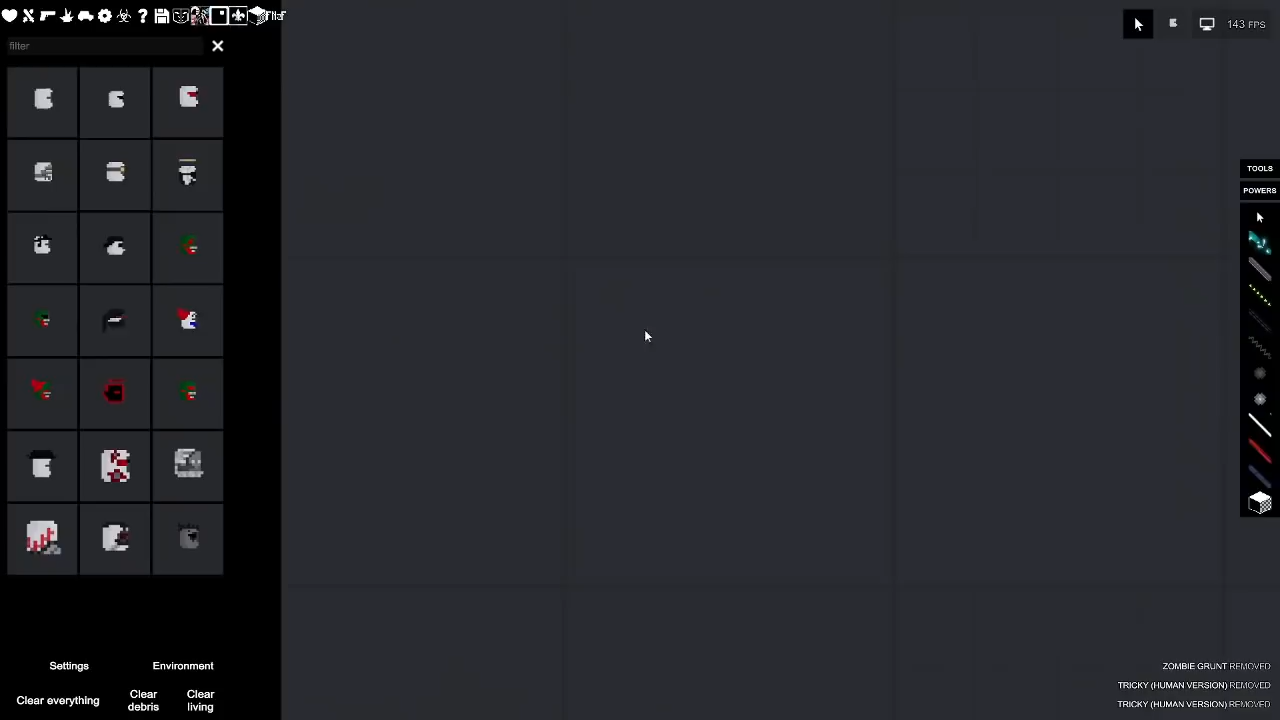 filter
143 FPS
TOOLS
POWERS
Settings
Environment
Clear everything
Clear debris
Clear living
ZOMBIE GRUNT REMOVED
TRICKY (HUMAN VERSION) REMOVED
TRICKY (HUMAN VERSION) REMOVED